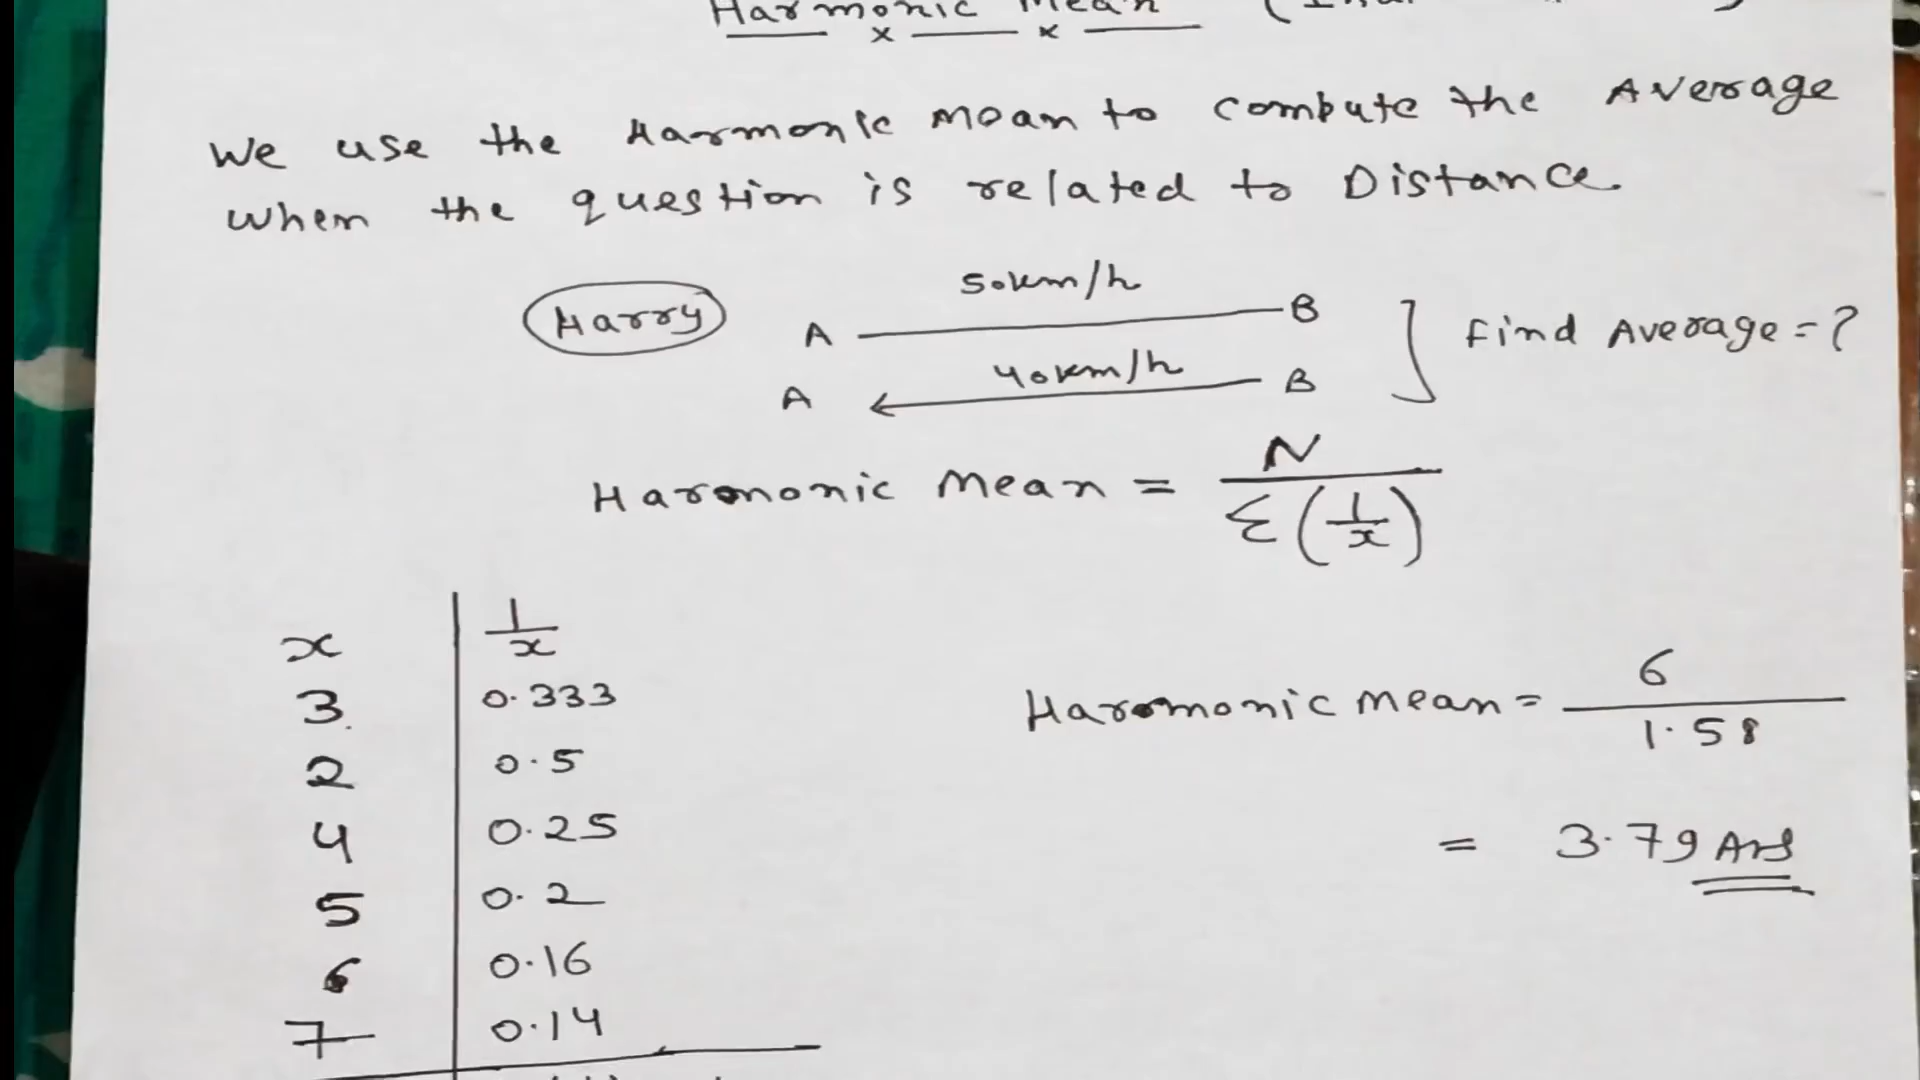 Harmonic Mean
We use the Harmonic Mean to compute the Average
when the question is related to Distance.
50km/h
Harry A B
Find Average = ?
40km/h
A B
Harmonic Mean = N / Σ(1/x)
x | 1/x
3. | 0.333
2 | 0.5
4 | 0.25
5 | 0.2
6 | 0.16
7 | 0.14
Harmonic Mean = 6 / 1.58
= 3.79 Ans